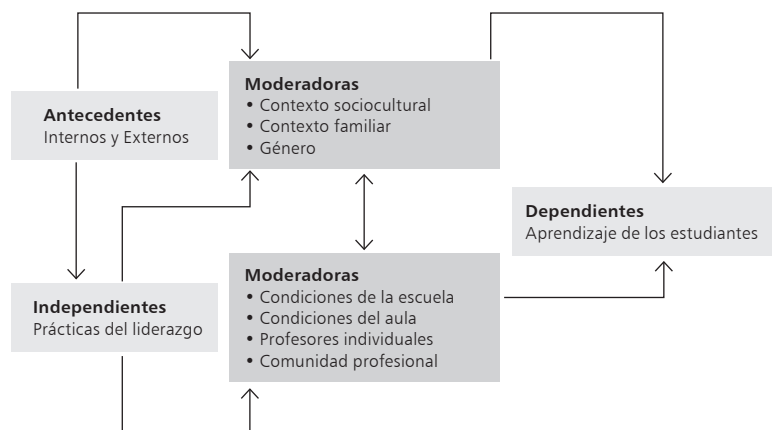 Antecedentes
Internos y Externos
Moderadoras
• Contexto sociocultural
• Contexto familiar
• Género
Dependientes
Aprendizaje de los estudiantes
Independientes
Prácticas del liderazgo
Moderadoras
• Condiciones de la escuela
• Condiciones del aula
• Profesores individuales
• Comunidad profesional